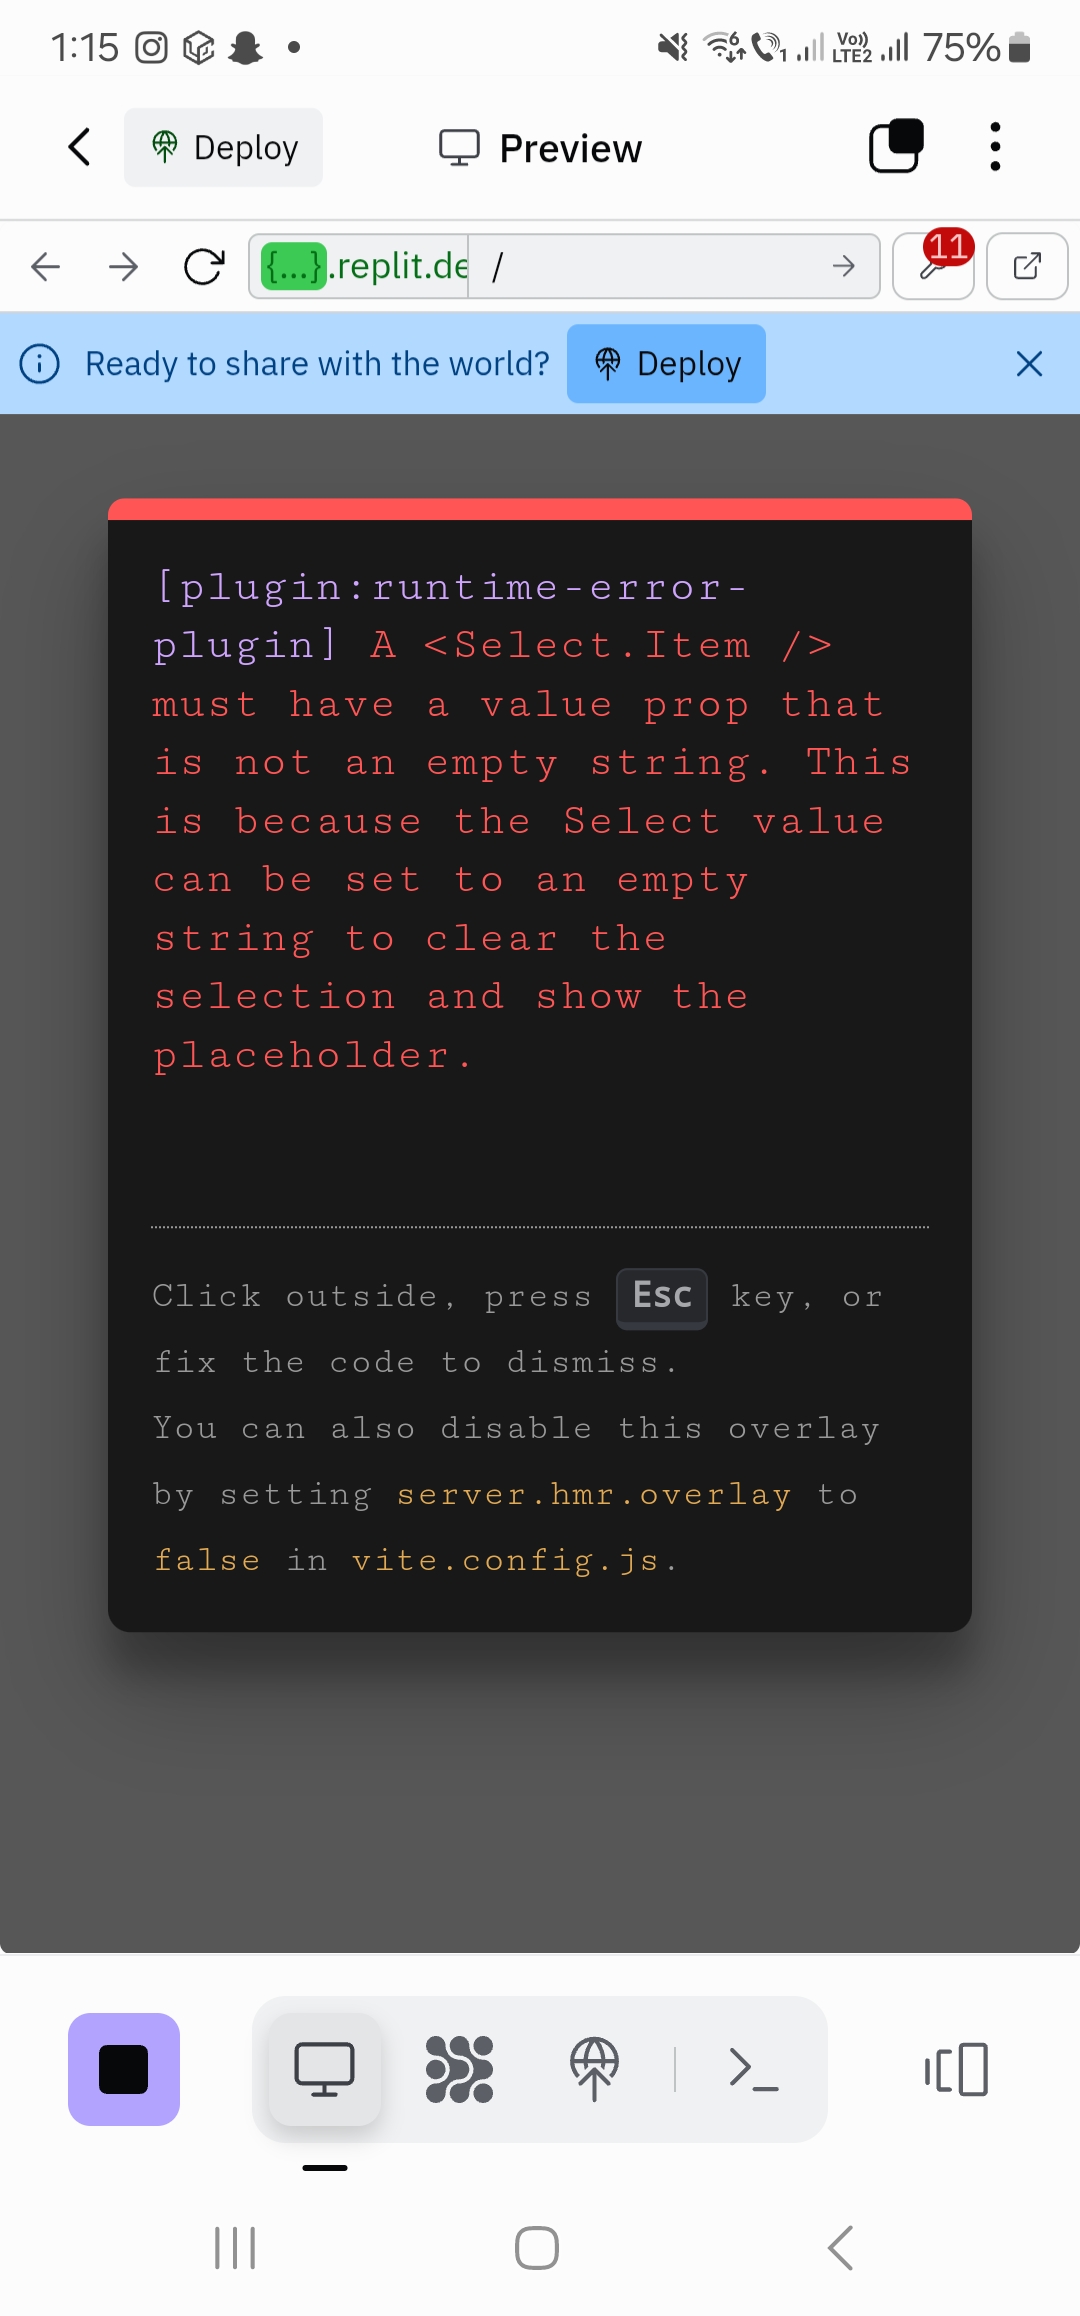 1:15
6
1
Vo))
LTE2
75%
Deploy
Preview
{...}.replit.de
/
11
Ready to share with the world?
Deploy
[plugin:runtime-error-
plugin] A <Select.Item />
must have a value prop that
is not an empty string. This
is because the Select value
can be set to an empty
string to clear the
selection and show the
placeholder.
Click outside, press Esc key, or
fix the code to dismiss.
You can also disable this overlay
by setting server.hmr.overlay to
false in vite.config.js.